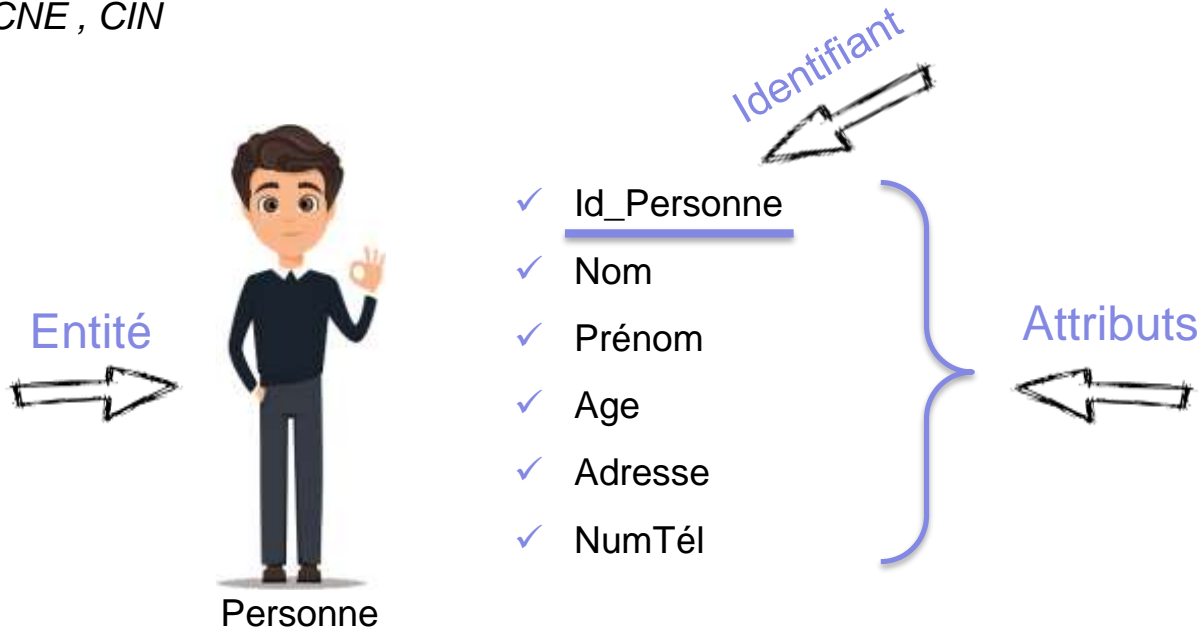 CNE , CIN
Identifiant
Id_Personne
Nom
Prénom
Age
Adresse
NumTél
Entité
Attributs
Personne